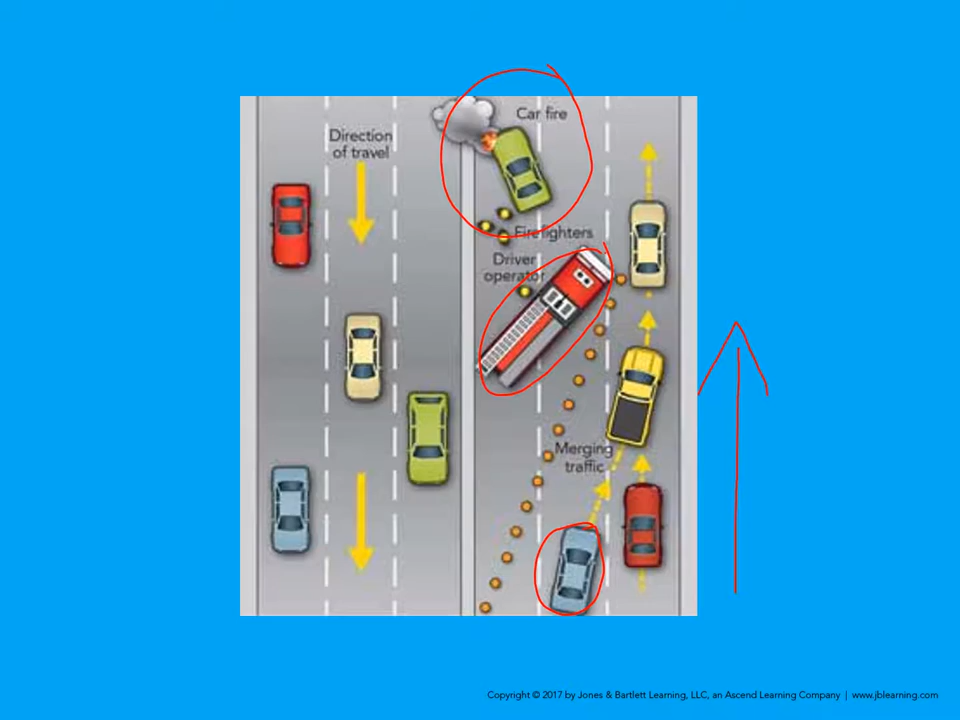 Car fire
Direction
of travel
Firefighters
Driver
operator
Merging
traffic
Copyright © 2017 by Jones & Bartlett Learning, LLC, an Ascend Learning Company | www.jblearning.com